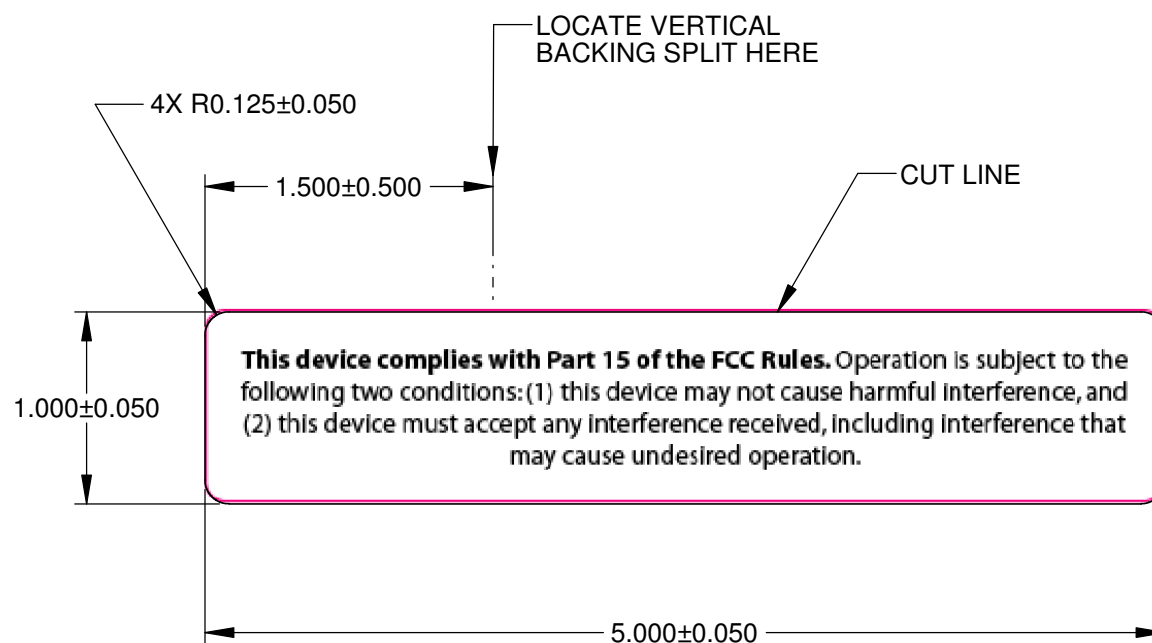 LOCATE VERTICAL
BACKING SPLIT HERE
4X R0.125±0.050
1.500±0.500
CUT LINE
This device complies with Part 15 of the FCC Rules. Operation is subject to the
following two conditions: (1) this device may not cause harmful interference, and
(2) this device must accept any interference received, including interference that
may cause undesired operation.
1.000±0.050
5.000±0.050